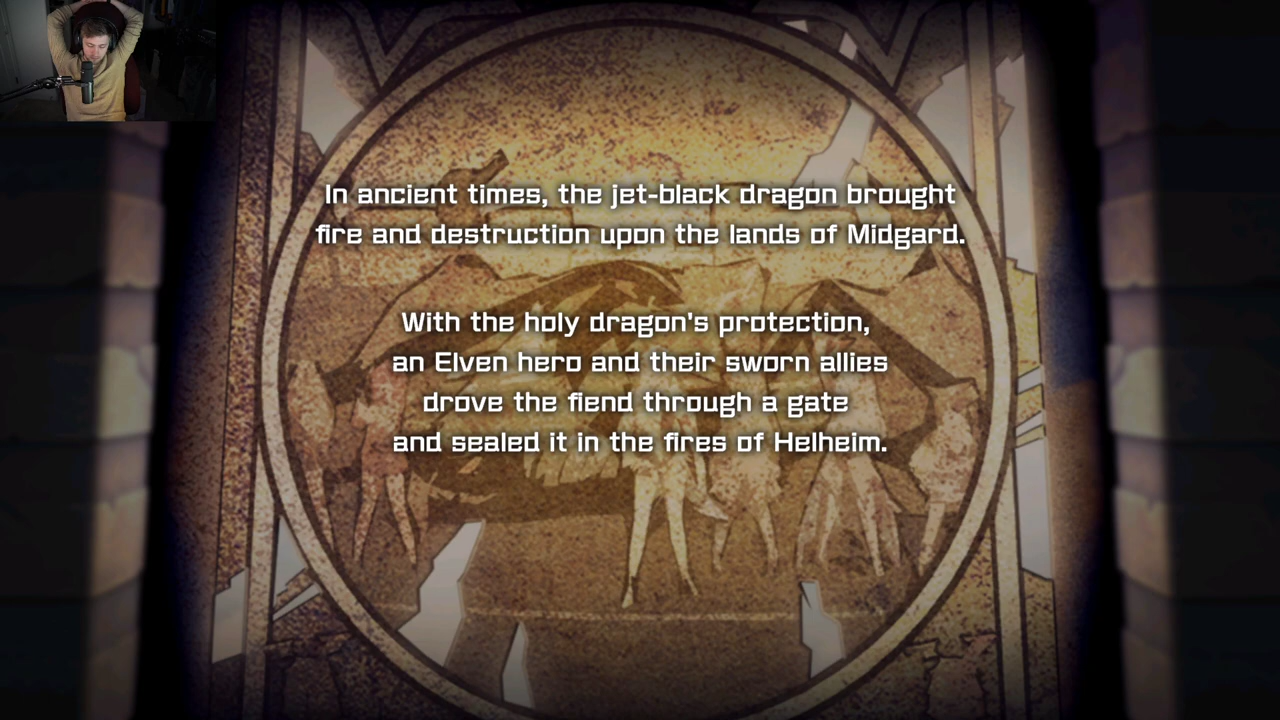 In ancient times, the jet-black dragon brought
fire and destruction upon the lands of Midgard.
With the holy dragon's protection,
an Elven hero and their sworn allies
drove the fiend through a gate
and sealed it in the fires of Helheim.